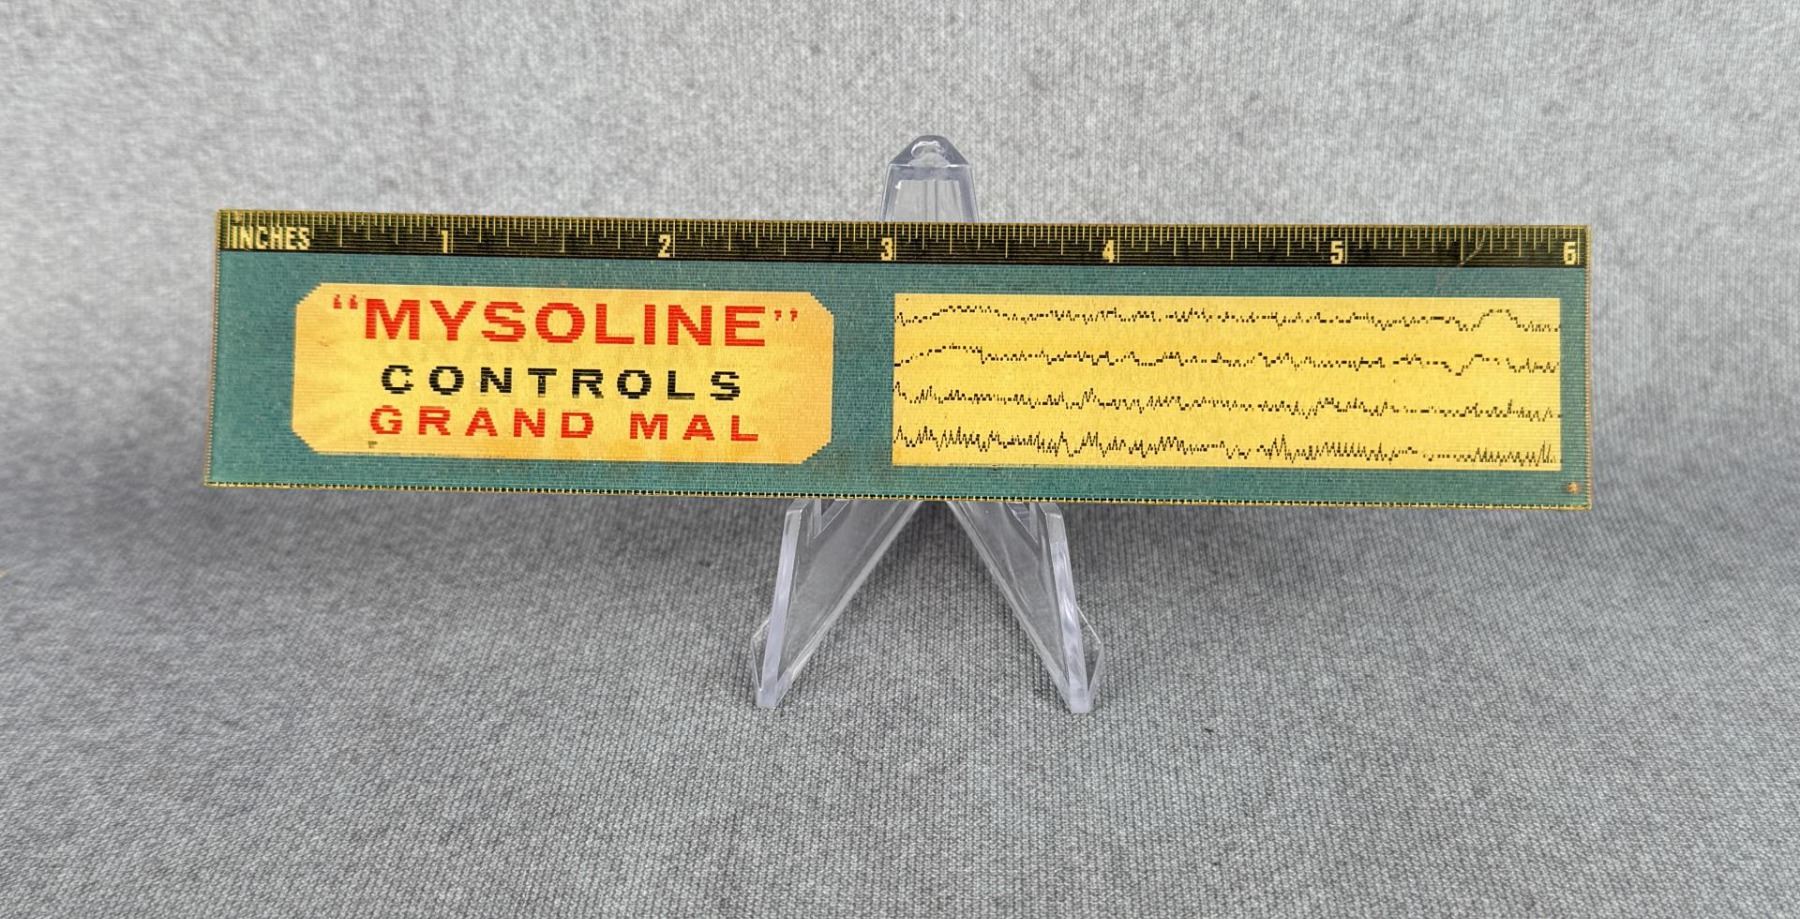 INCHES 1 2 3 4 5 6
“MYSOLINE”
CONTROLS
GRAND MAL